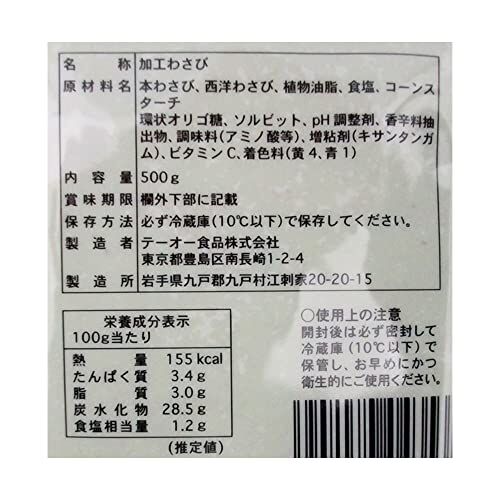 名称 加工わさび
原材料名 本わさび、西洋わさび、植物油脂、食塩、コーンス
ターチ
環状オリゴ糖、ソルビット、pH調整剤、香辛料抽
出物、調味料(アミノ酸等)、増粘剤(キサンタンガ
ム)、ビタミンC、着色料(黄4、青1)
内容量 500g
賞味期限 欄外下部に記載
保存方法 必ず冷蔵庫(10℃以下)で保存してください。
製造者 テーオー食品株式会社
東京都豊島区南長崎1-2-4
製造所 岩手県九戸郡九戸村江刺家20-20-15
栄養成分表示
100g当たり
熱量 155kcal
たんぱく質 3.4g
脂質 3.0g
炭水化物 28.5g
食塩相当量 1.2g
(推定値)
○使用上の注意
開封後は必ず密封して
冷蔵庫(10℃以下)で
保管し、お早めにかつ
衛生的にご使用ください。